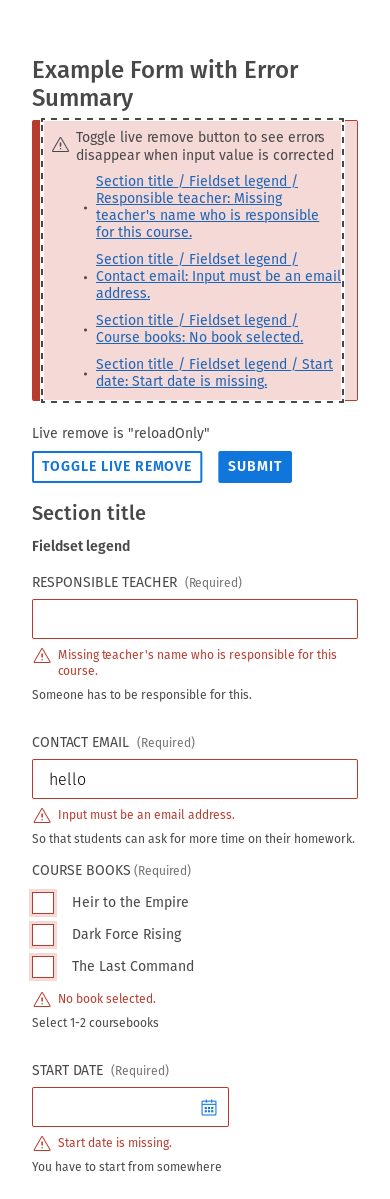 Example Form with Error
Summary
Toggle live remove button to see errors
disappear when input value is corrected
Section title / Fieldset legend /
Responsible teacher: Missing
teacher's name who is responsible
for this course.
Section title / Fieldset legend /
Contact email: Input must be an email
address.
Section title / Fieldset legend /
Course books: No book selected.
Section title / Fieldset legend / Start
date: Start date is missing.
Live remove is "reloadOnly"
TOGGLE LIVE REMOVE SUBMIT
Section title
Fieldset legend
RESPONSIBLE TEACHER (Required)
Missing teacher's name who is responsible for this
course.
Someone has to be responsible for this.
CONTACT EMAIL (Required)
hello
Input must be an email address.
So that students can ask for more time on their homework.
COURSE BOOKS (Required)
Heir to the Empire
Dark Force Rising
The Last Command
No book selected.
Select 1-2 coursebooks
START DATE (Required)
Start date is missing.
You have to start from somewhere